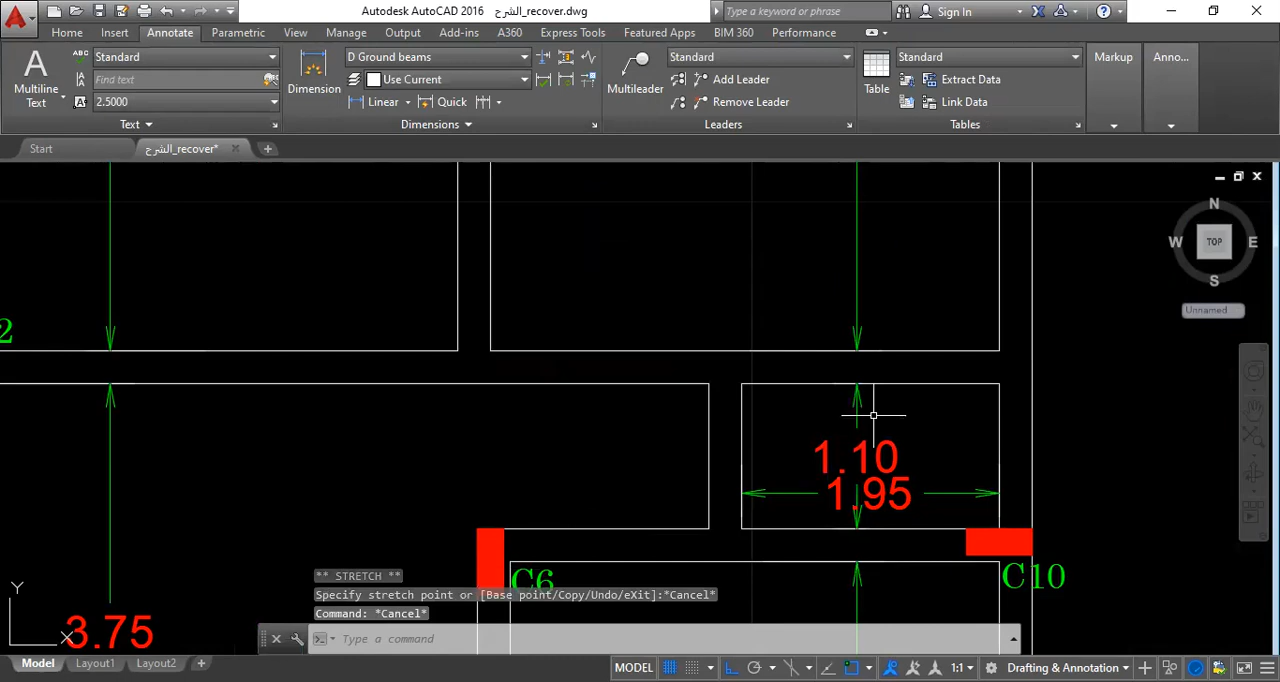 Autodesk AutoCAD 2016 الشرح_recover.dwg
Type a keyword or phrase
Sign In
Home Insert Annotate Parametric View Manage Output Add-ins A360 Express Tools Featured Apps BIM 360 Performance
Multiline Text
Standard
Find text
2.5000
Text
Dimension
D Ground beams
Use Current
Linear Quick
Dimensions
Multileader
Standard
Add Leader
Remove Leader
Leaders
Table
Standard
Extract Data
Link Data
Tables
Markup
Anno...
Start الشرح_recover*
N
W TOP E
S
Unnamed
2
1.10
1.95
C6
C10
3.75
Y
X
** STRETCH **
Specify stretch point or [Base point/Copy/Undo/eXit]:*Cancel*
Command: *Cancel*
Type a command
Model Layout1 Layout2 +
MODEL 1:1 Drafting & Annotation